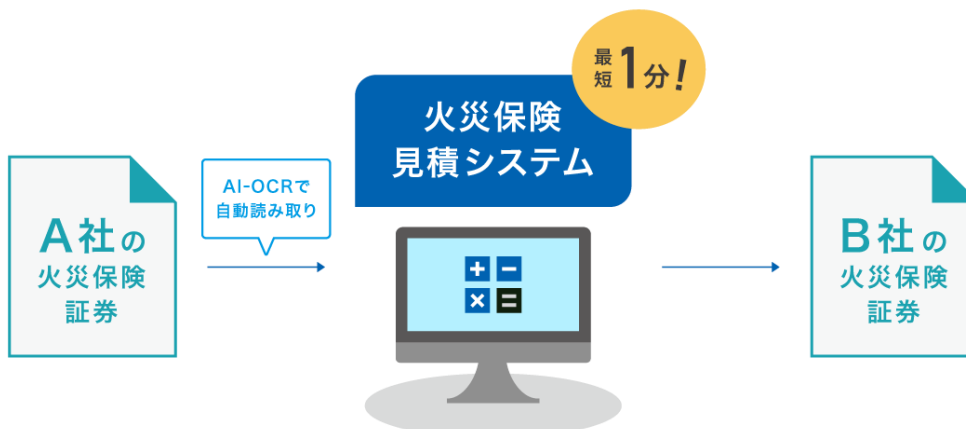 最短1分!
火災保険
見積システム
AI-OCRで
自動読み取り
A社の
火災保険
証券
+ −
× =
B社の
火災保険
証券